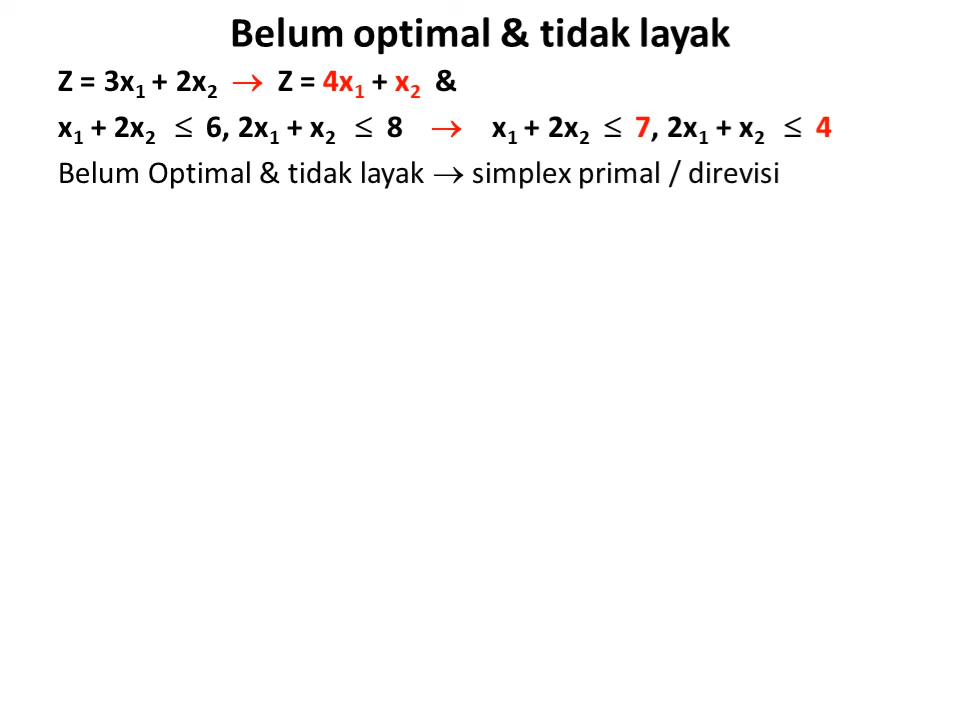 Belum optimal & tidak layak
Z = 3x₁ + 2x₂ → Z = 4x₁ + x₂ &
x₁ + 2x₂ ≤ 6, 2x₁ + x₂ ≤ 8 → x₁ + 2x₂ ≤ 7, 2x₁ + x₂ ≤ 4
Belum Optimal & tidak layak → simplex primal / direvisi